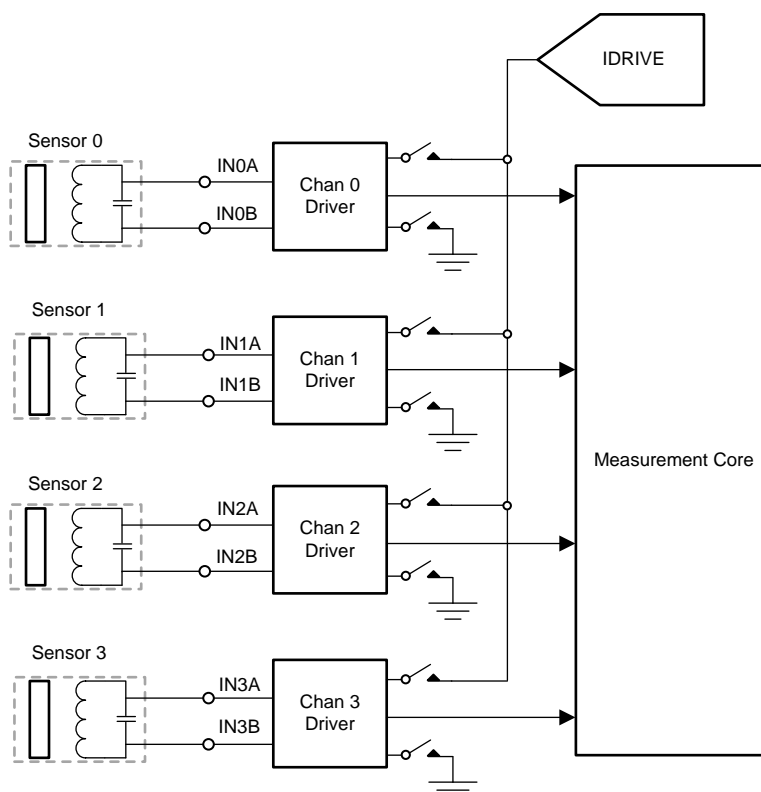 IDRIVE
Sensor 0
IN0A
Chan 0
Driver
IN0B
Sensor 1
IN1A
Chan 1
Driver
IN1B
Measurement Core
Sensor 2
IN2A
Chan 2
Driver
IN2B
Sensor 3
IN3A
Chan 3
Driver
IN3B